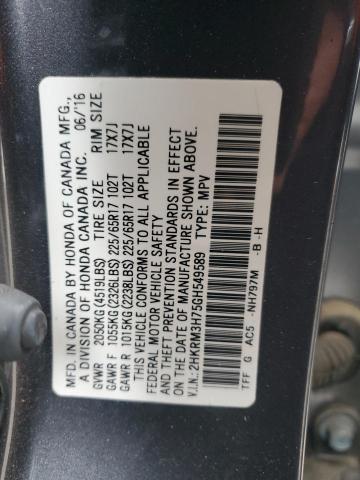 MFD. IN CANADA BY HONDA OF CANADA MFG.,
A DIVISION OF HONDA CANADA INC. 06/'16
GVWR 2050KG(4519LBS) TIRE SIZE RIM SIZE
GAWR F 1055KG(2326LBS) 225/65R17 102T 17X7J
GAWR R 1015KG(2238LBS) 225/65R17 102T 17X7J
THIS VEHICLE CONFORMS TO ALL APPLICABLE
FEDERAL MOTOR VEHICLE SAFETY
AND THEFT PREVENTION STANDARDS IN EFFECT
ON THE DATE OF MANUFACTURE SHOWN ABOVE.
V.I.N.: 2HKRM3H75GH549589 TYPE: MPV
TFF G AC5 -NH797M -B -H